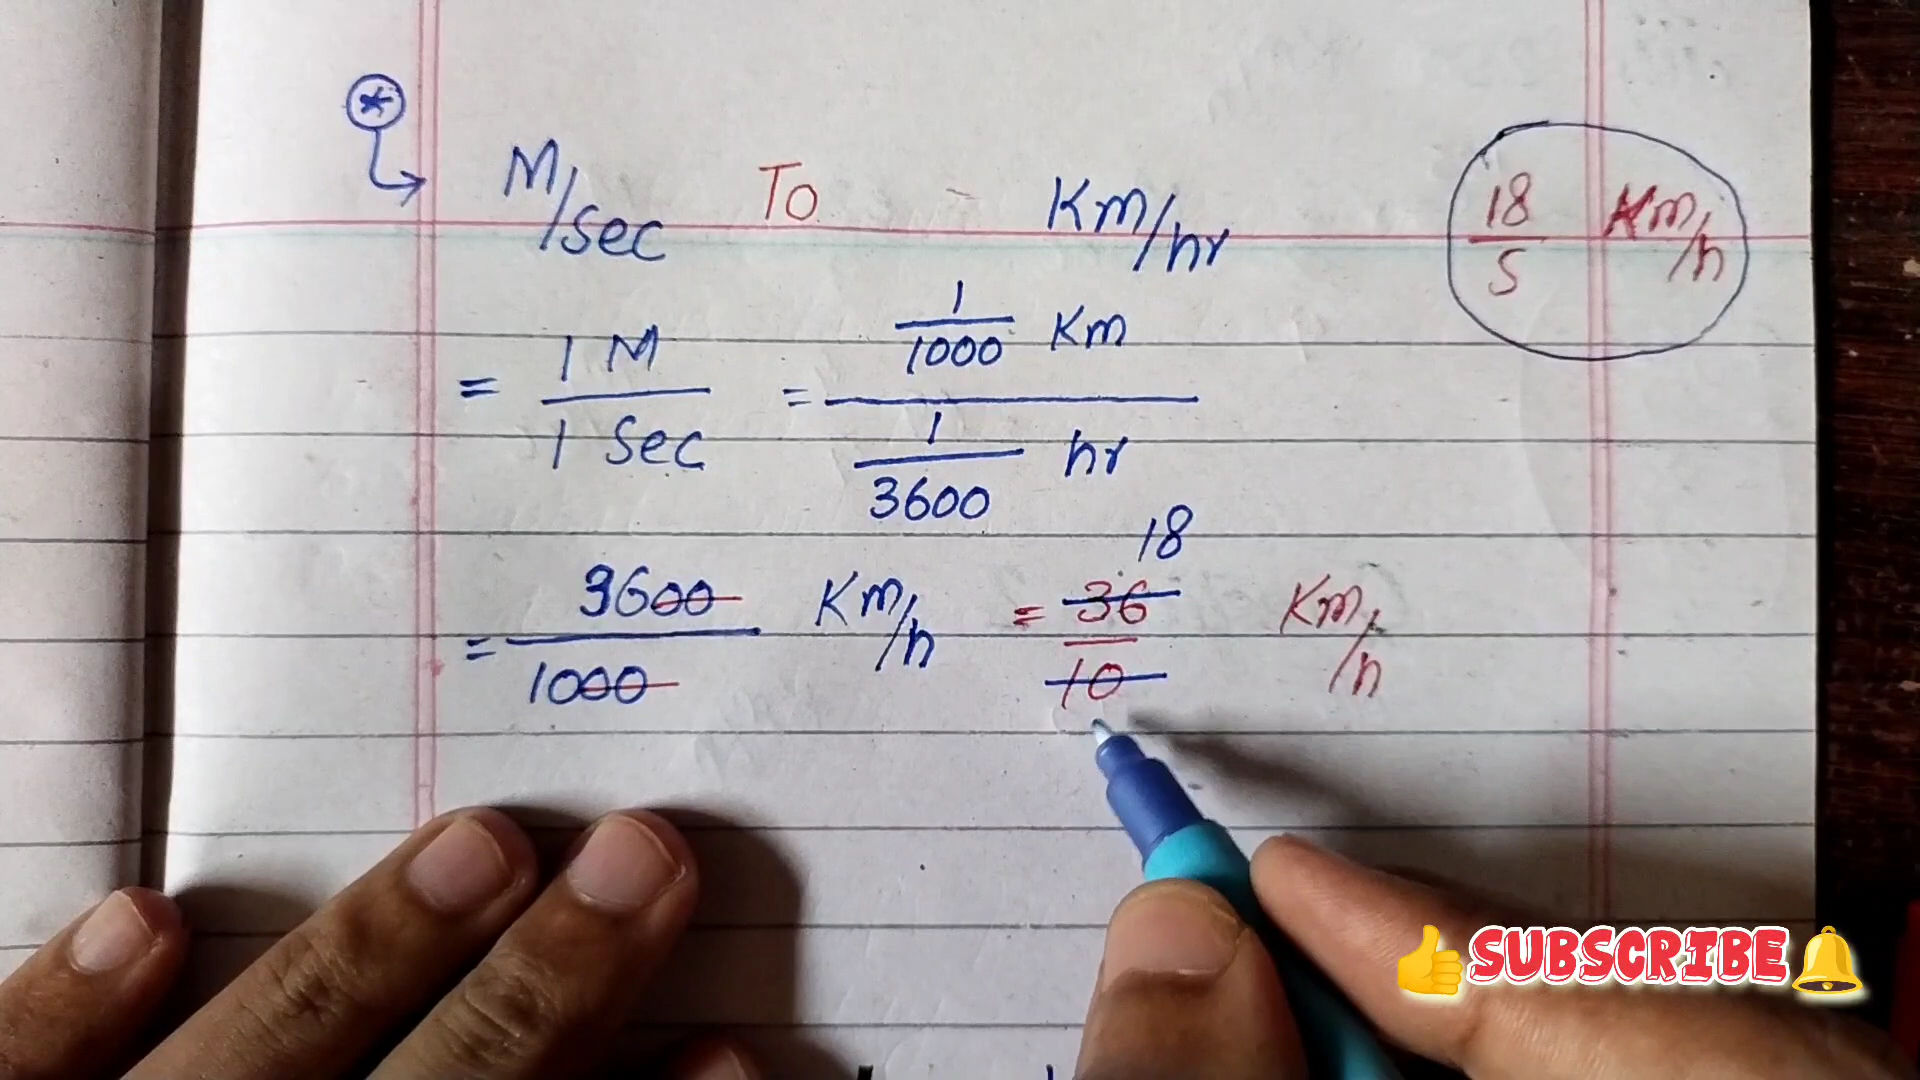 * M/sec To Km/hr
18/5 Km/h
= 1 M / 1 Sec = 1/1000 Km / 1/3600 hr
18
= 3600/1000 Km/h = 36/10 Km/h
SUBSCRIBE